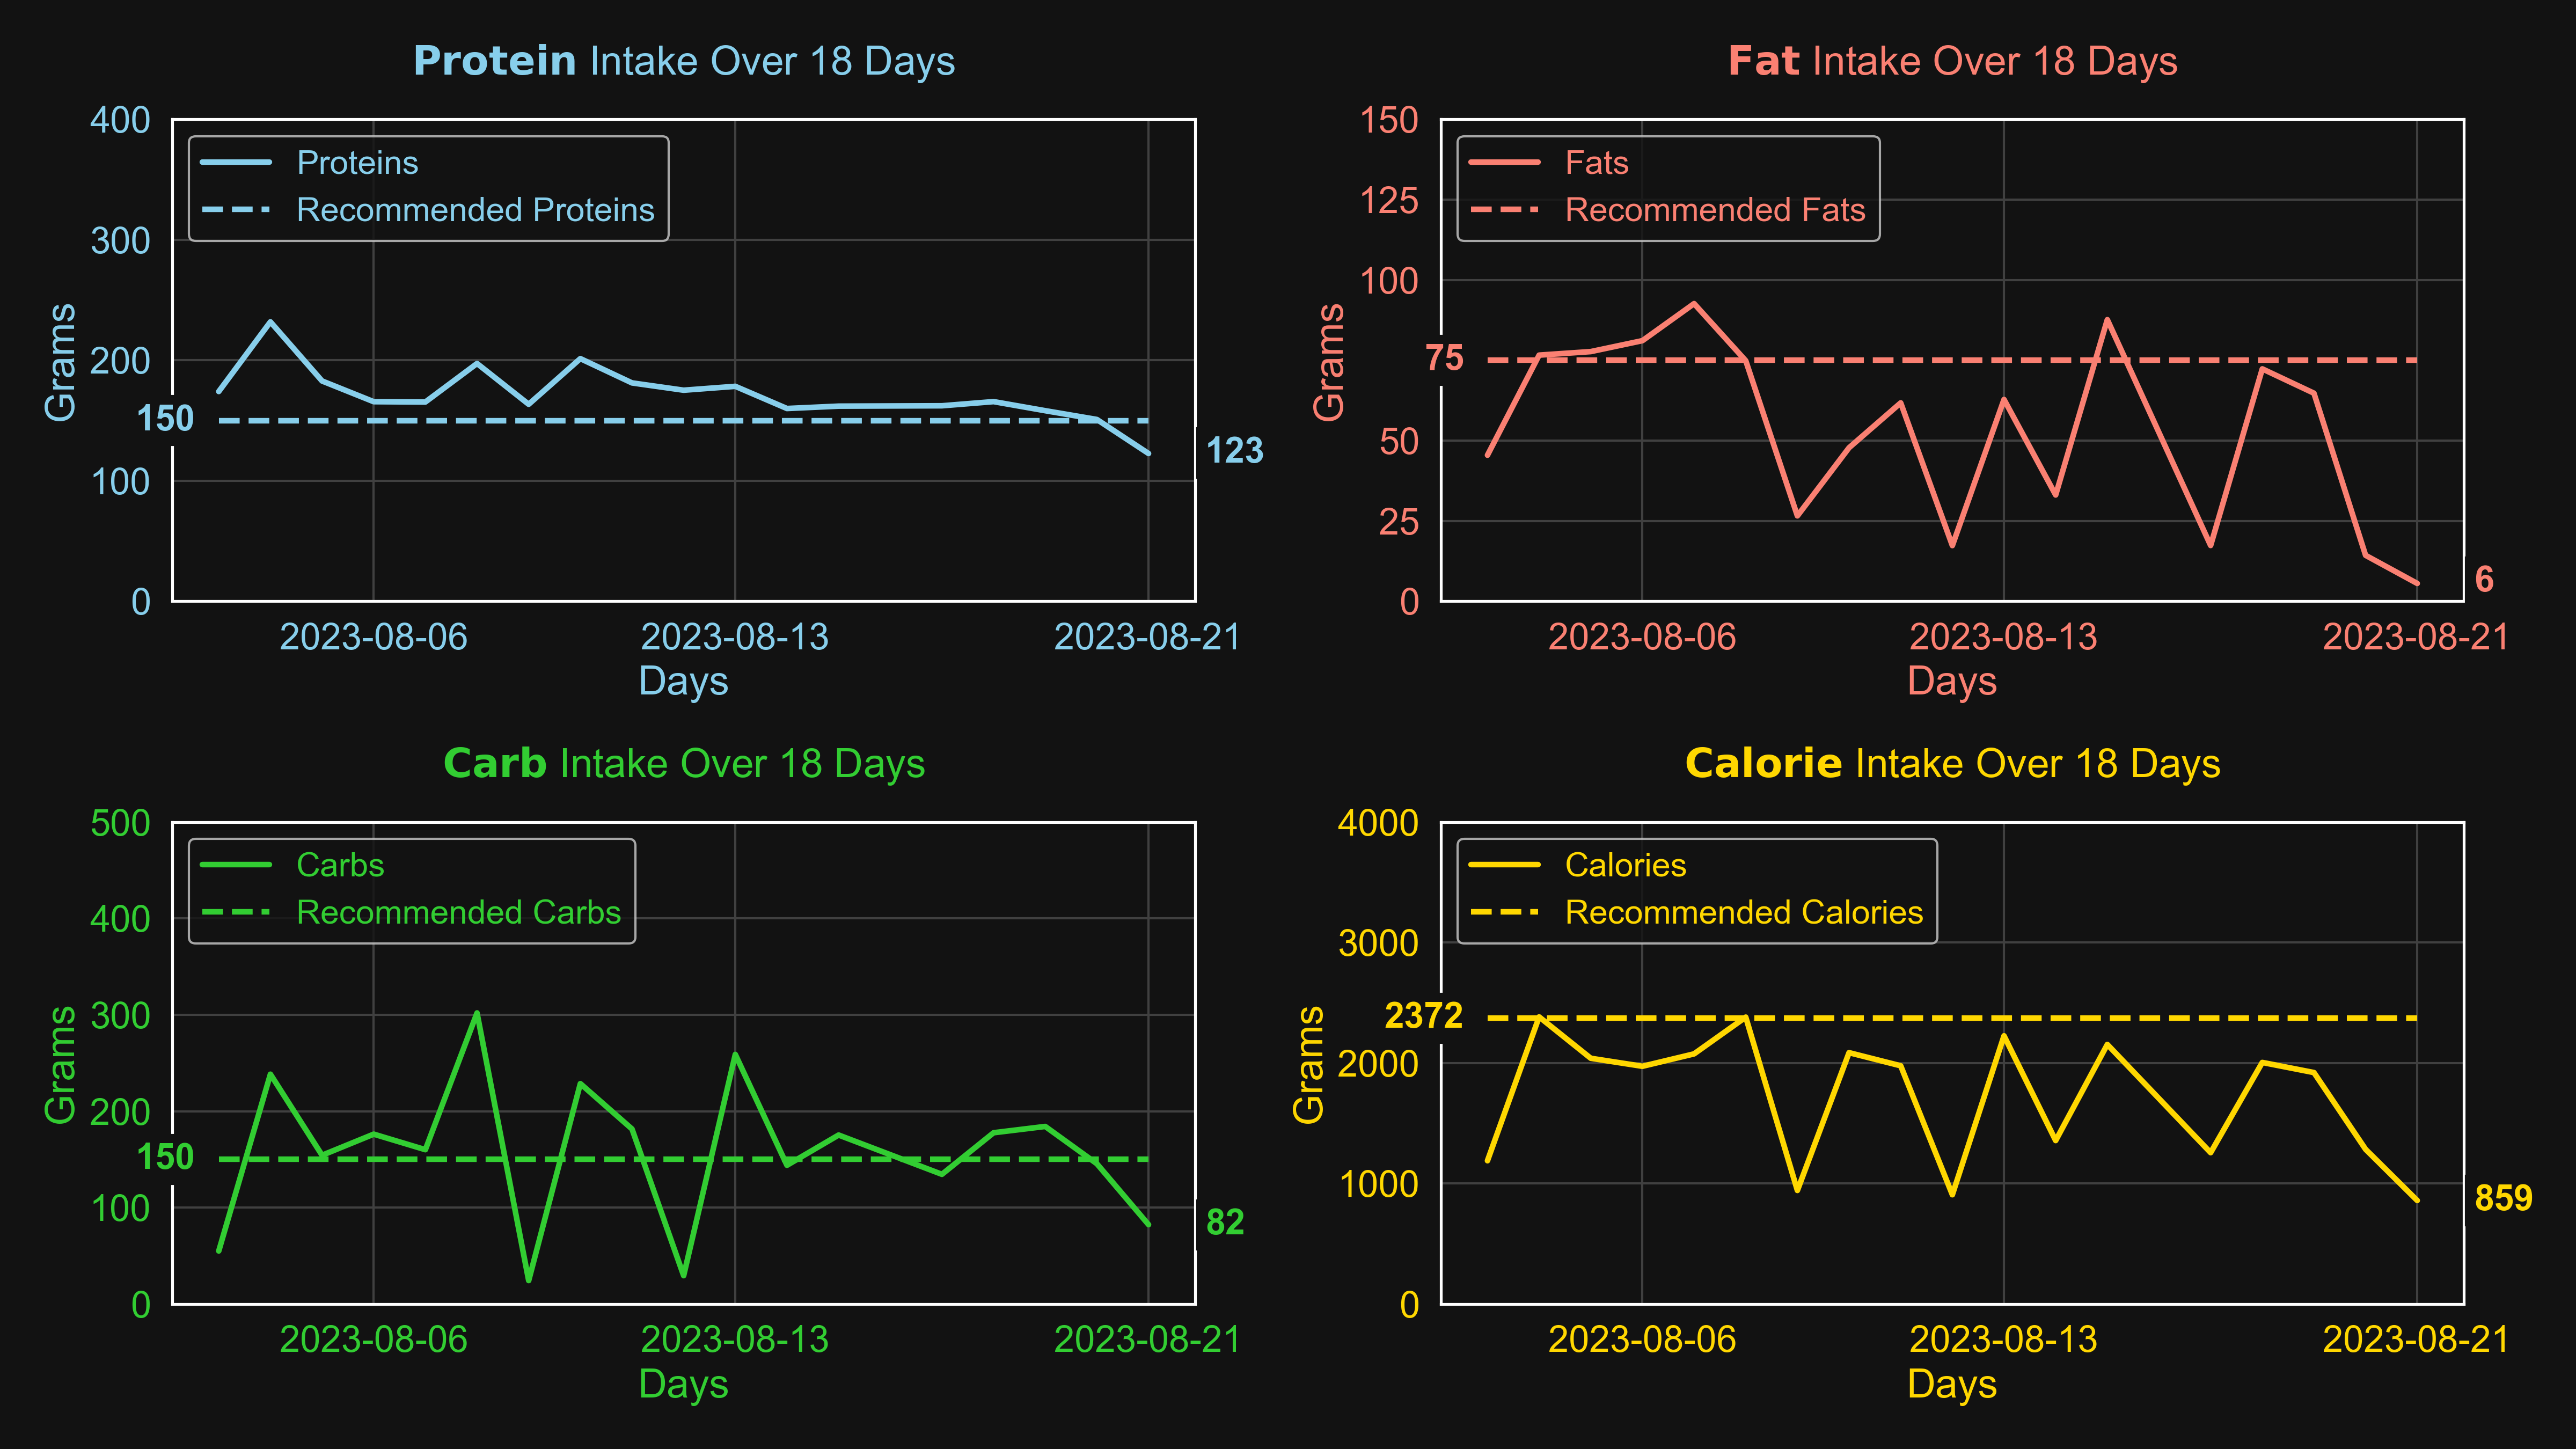 Protein Intake Over 18 Days
400
300
200
150
100
0
Grams
Proteins
Recommended Proteins
123
2023-08-06
2023-08-13
2023-08-21
Days
Fat Intake Over 18 Days
150
125
100
75
50
25
0
Grams
Fats
Recommended Fats
6
2023-08-06
2023-08-13
2023-08-21
Days
Carb Intake Over 18 Days
500
400
300
200
150
100
0
Grams
Carbs
Recommended Carbs
82
2023-08-06
2023-08-13
2023-08-21
Days
Calorie Intake Over 18 Days
4000
3000
2372
2000
1000
0
Grams
Calories
Recommended Calories
859
2023-08-06
2023-08-13
2023-08-21
Days